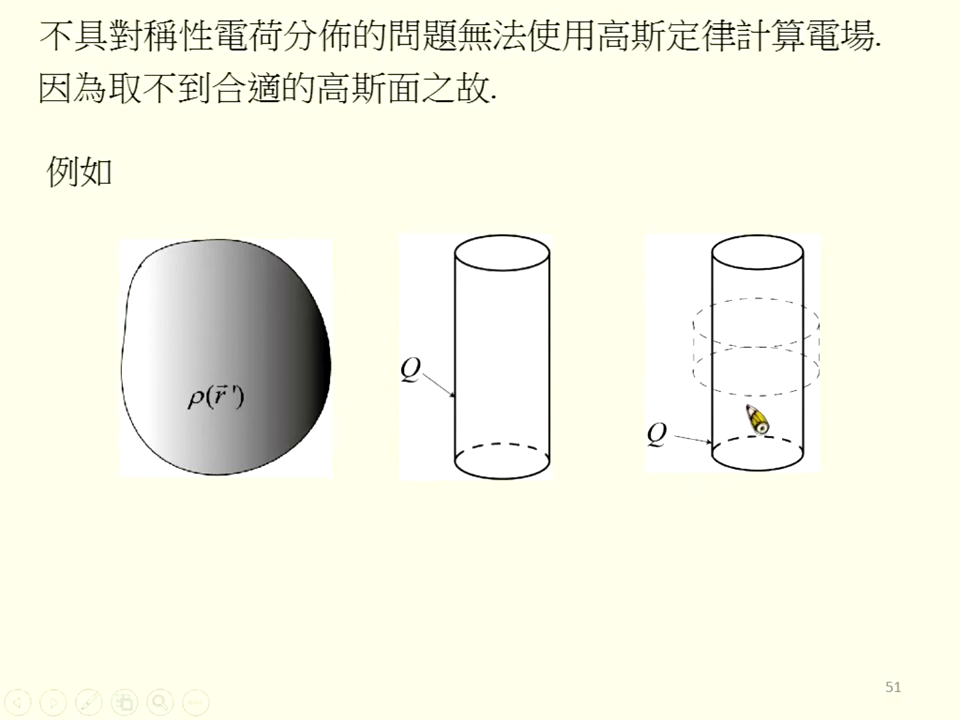 不具對稱性電荷分佈的問題無法使用高斯定律計算電場.
因為取不到合適的高斯面之故.
例如
ρ(r⃗ ')
Q
Q
51